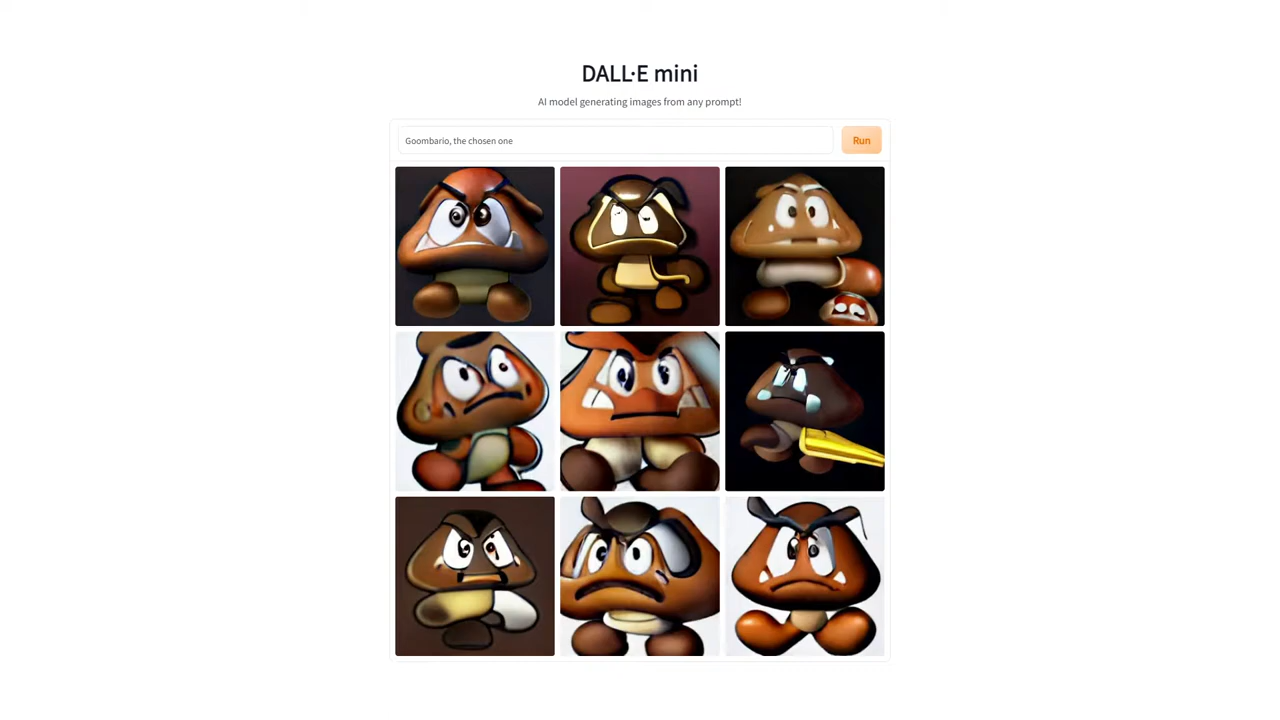 DALL·E mini
AI model generating images from any prompt!
Goombario, the chosen one
Run